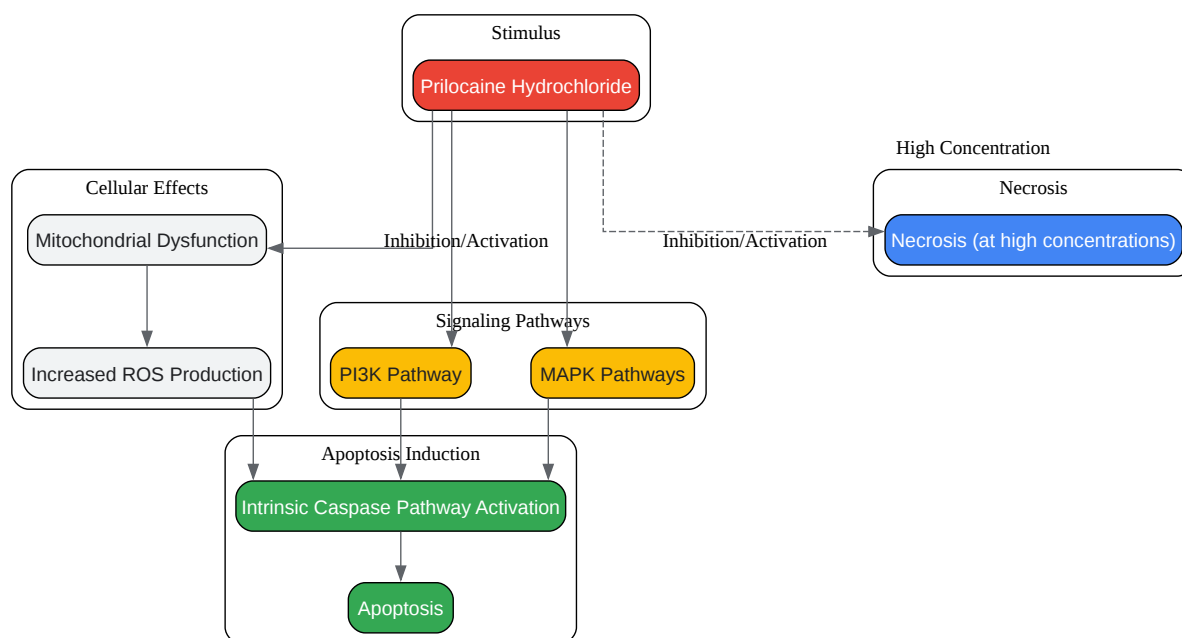 Stimulus
Prilocaine Hydrochloride
High Concentration
Cellular Effects
Necrosis
Mitochondrial Dysfunction
Inhibition/Activation
Inhibition/Activation
Necrosis (at high concentrations)
Signaling Pathways
Increased ROS Production
PI3K Pathway
MAPK Pathways
Apoptosis Induction
Intrinsic Caspase Pathway Activation
Apoptosis